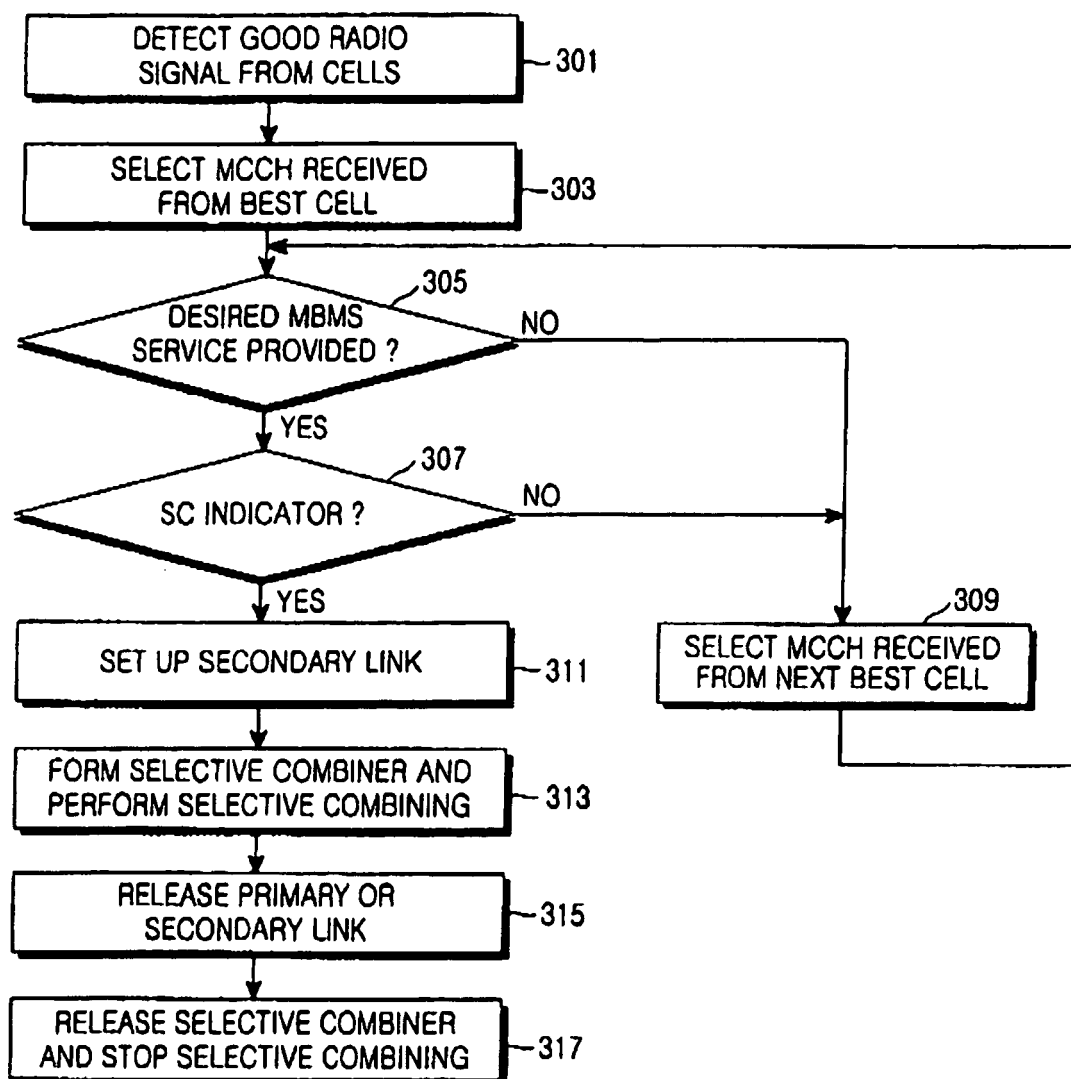 DETECT GOOD RADIO
SIGNAL FROM CELLS
301
SELECT MCCH RECEIVED
FROM BEST CELL
303
305
DESIRED MBMS
SERVICE PROVIDED ?
NO
YES
307
SC INDICATOR ?
NO
YES
309
SELECT MCCH RECEIVED
FROM NEXT BEST CELL
SET UP SECONDARY LINK
311
FORM SELECTIVE COMBINER AND
PERFORM SELECTIVE COMBINING
313
RELEASE PRIMARY OR
SECONDARY LINK
315
RELEASE SELECTIVE COMBINER
AND STOP SELECTIVE COMBINING
317